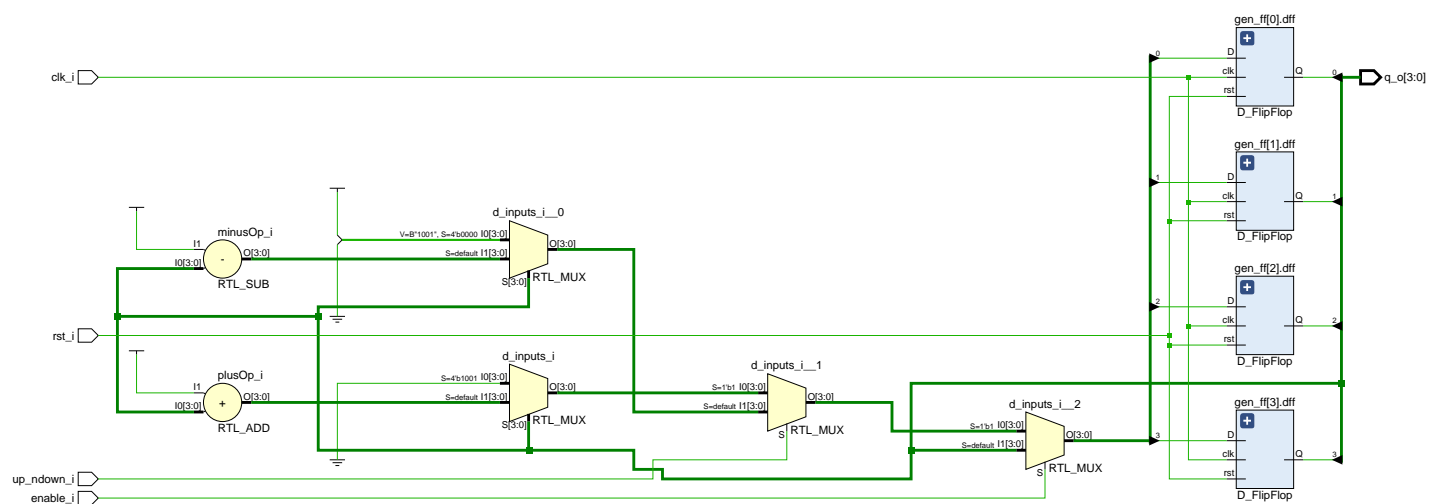 gen_ff[0].dff
0
D
clk_i
clk
Q
0
q_o[3:0]
rst
D_FlipFlop
gen_ff[1].dff
1
D
clk
Q
1
rst
D_FlipFlop
d_inputs_i__0
minusOp_i
V=B"1001", S=4'b0000 I0[3:0]
O[3:0]
I1
O[3:0]
S=default I1[3:0]
I0[3:0]
-
RTL_SUB
S[3:0]
RTL_MUX
gen_ff[2].dff
2
D
clk
Q
2
rst
D_FlipFlop
rst_i
d_inputs_i
d_inputs_i__1
plusOp_i
S=4'b1001 I0[3:0]
O[3:0]
I1
O[3:0]
S=default I1[3:0]
I0[3:0]
+
RTL_ADD
S[3:0]
RTL_MUX
S=1'b1 I0[3:0]
O[3:0]
S=default I1[3:0]
S
RTL_MUX
d_inputs_i__2
S=1'b1 I0[3:0]
O[3:0]
S=default I1[3:0]
S
RTL_MUX
gen_ff[3].dff
3
D
clk
Q
3
rst
D_FlipFlop
up_ndown_i
enable_i